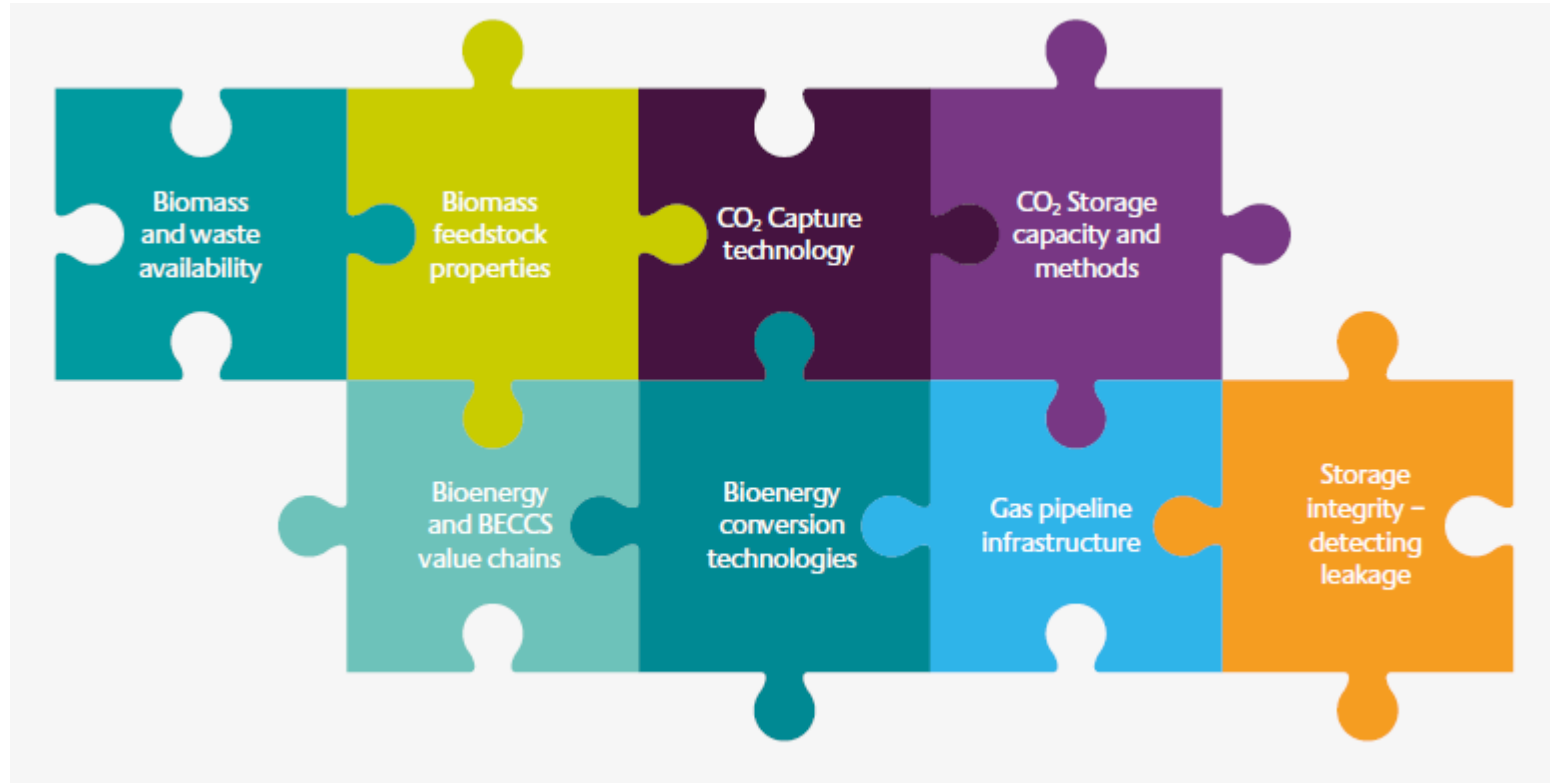 Biomass
and waste
availability
Biomass
feedstock
properties
CO₂ Capture
technology
CO₂ Storage
capacity and
methods
Bioenergy
and BECCS
value chains
Bioenergy
conversion
technologies
Gas pipeline
infrastructure
Storage
integrity –
detecting
leakage